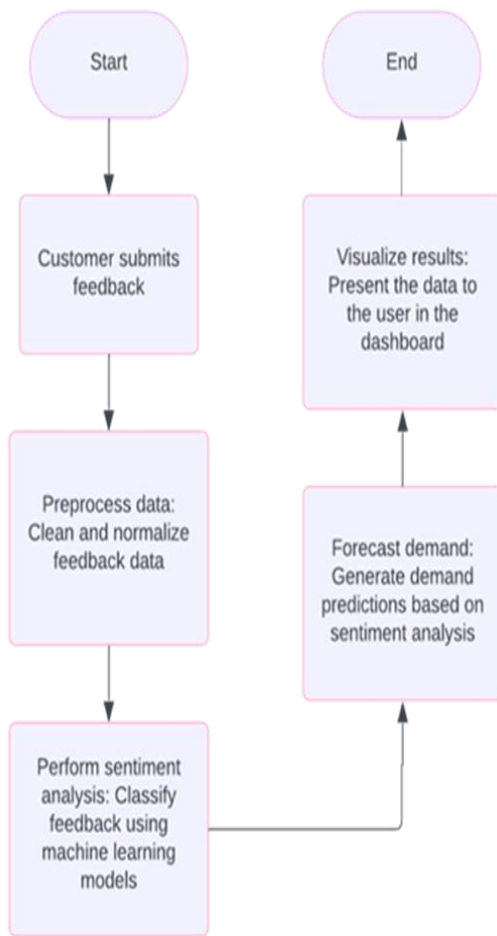 Start
Customer submits
feedback
Preprocess data:
Clean and normalize
feedback data
Perform sentiment
analysis: Classify
feedback using
machine learning
models
Forecast demand:
Generate demand
predictions based on
sentiment analysis
Visualize results:
Present the data to
the user in the
dashboard
End